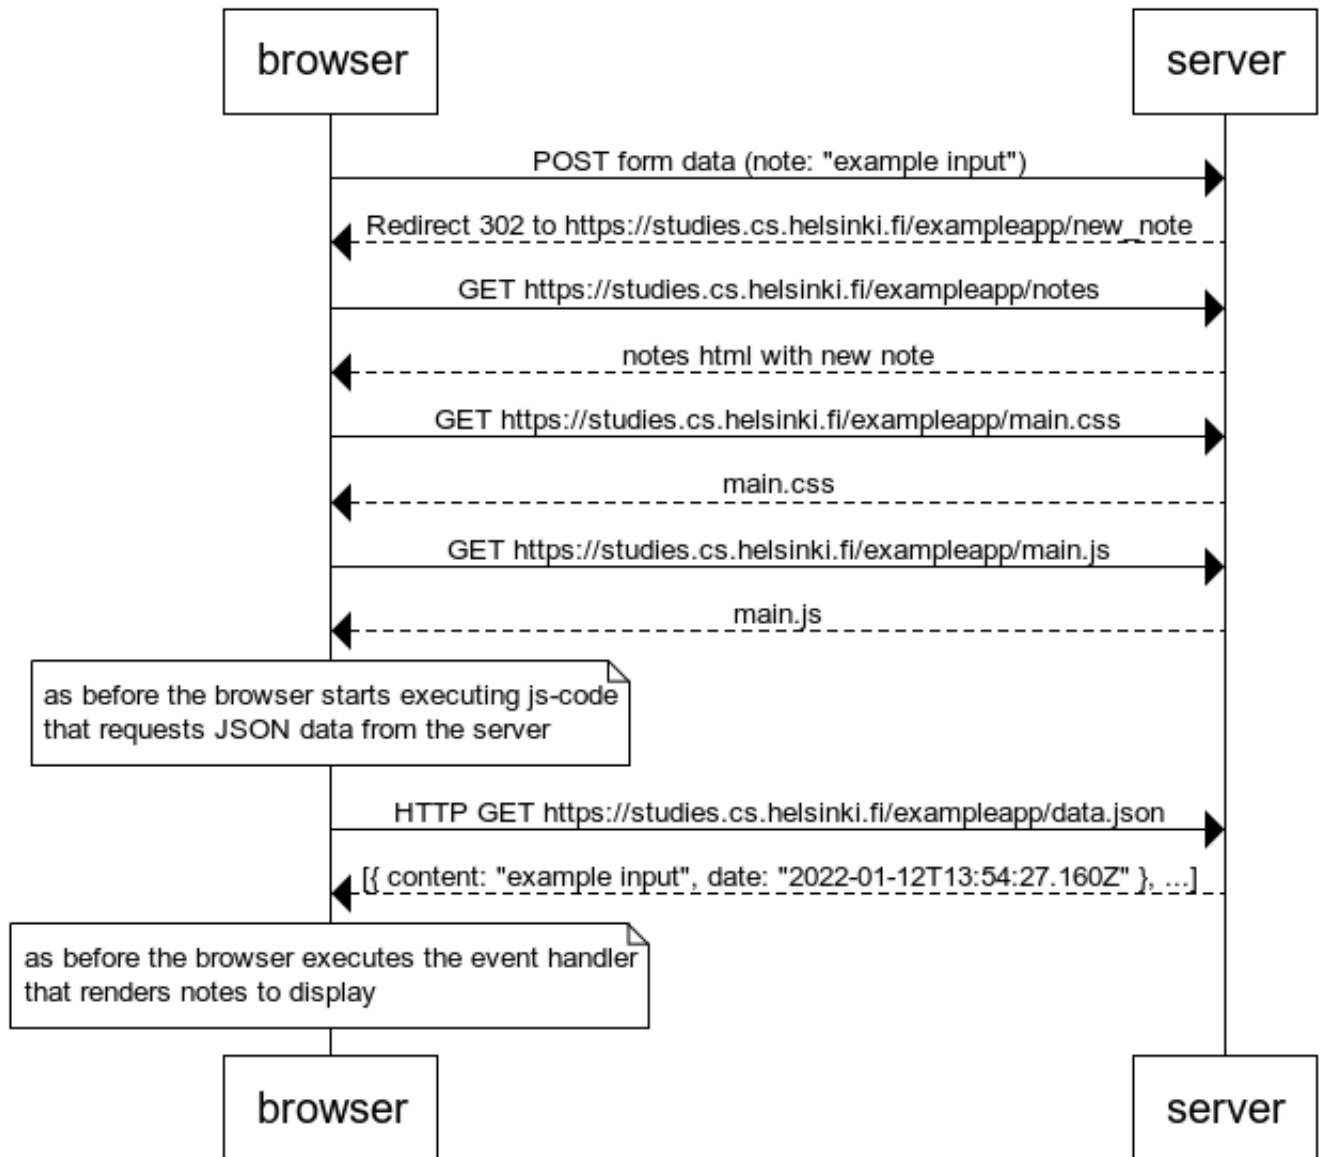 browser
server
POST form data (note: "example input")
Redirect 302 to https://studies.cs.helsinki.fi/exampleapp/new_note
GET https://studies.cs.helsinki.fi/exampleapp/notes
notes html with new note
GET https://studies.cs.helsinki.fi/exampleapp/main.css
main.css
GET https://studies.cs.helsinki.fi/exampleapp/main.js
main.js
as before the browser starts executing js-code
that requests JSON data from the server
HTTP GET https://studies.cs.helsinki.fi/exampleapp/data.json
[{ content: "example input", date: "2022-01-12T13:54:27.160Z" }, ...]
as before the browser executes the event handler
that renders notes to display
browser
server